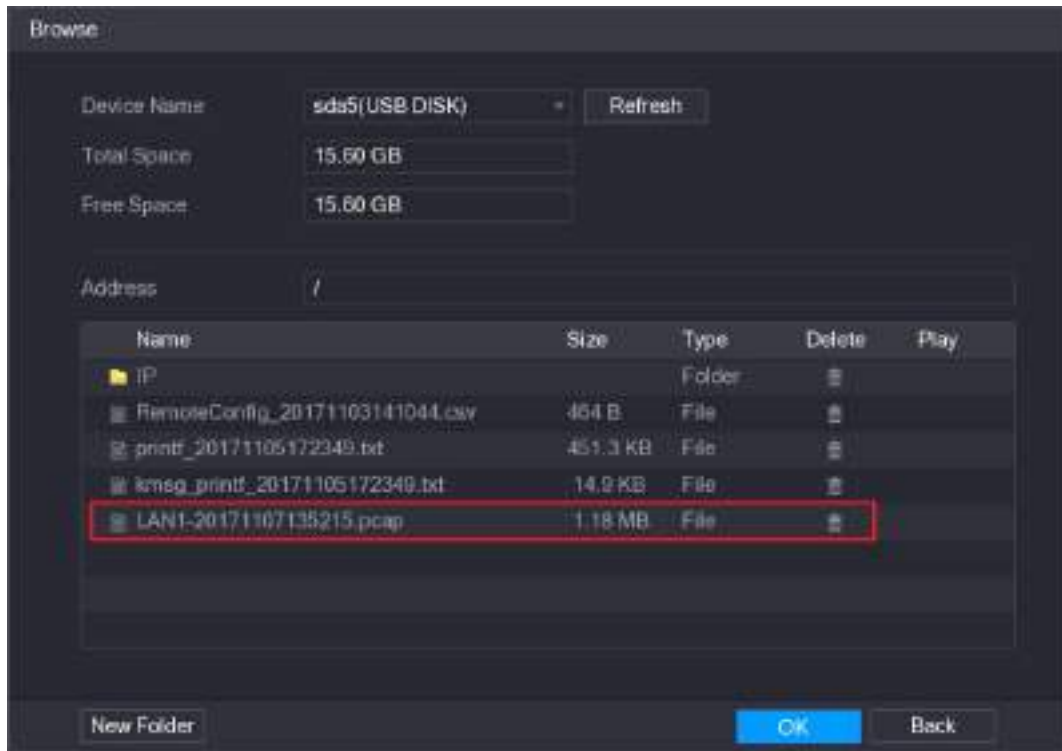 Browse
Device Name sda5(USB DISK) Refresh
Total Space 15.60 GB
Free Space 15.60 GB
Address /
Name Size Type Delete Play
IP Folder
RemoteConfig_20171103141044.csv 464 B File
printf_20171105172349.txt 451.3 KB File
kmsg_printf_20171105172349.txt 14.9 KB File
LAN1-20171107135215.pcap 1.18 MB File
New Folder OK Back